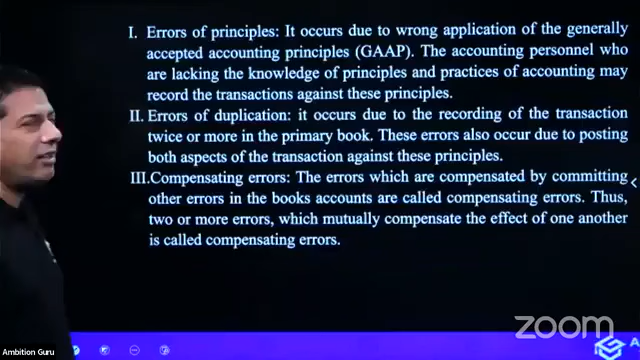 I. Errors of principles: It occurs due to wrong application of the generally
accepted accounting principles (GAAP). The accounting personnel who
are lacking the knowledge of principles and practices of accounting may
record the transactions against these principles.
II. Errors of duplication: it occurs due to the recording of the transaction
twice or more in the primary book. These errors also occur due to posting
both aspects of the transaction against these principles.
III.Compensating errors: The errors which are compensated by committing
other errors in the books accounts are called compensating errors. Thus,
two or more errors, which mutually compensate the effect of one another
is called compensating errors.
zoom
A
Ambition Guru